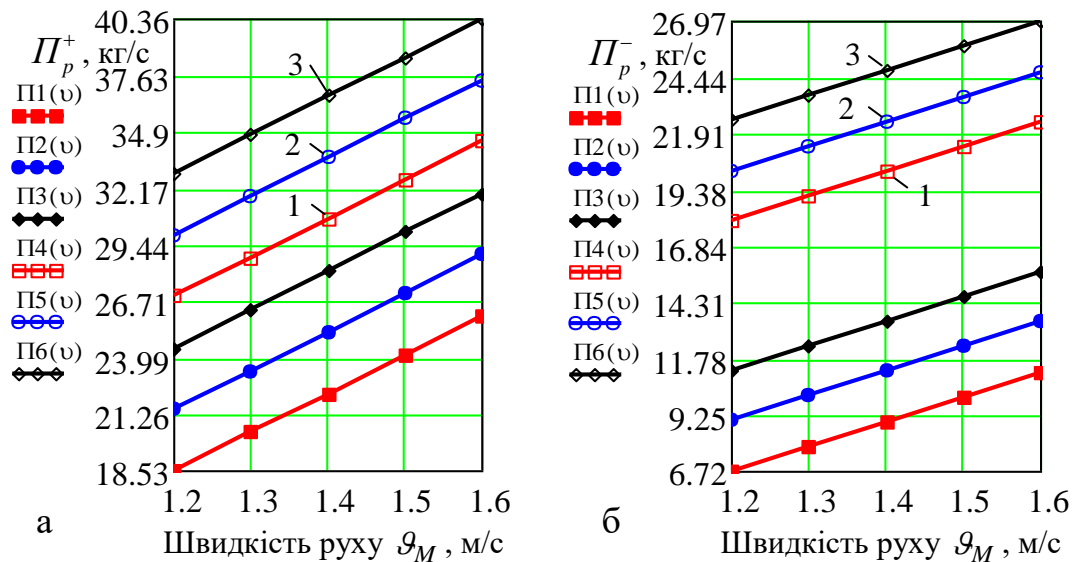 40.36
П_p^+ , кг/с
37.63
П1(υ)
34.9
П2(υ)
32.17
П3(υ)
29.44
П4(υ)
26.71
П5(υ)
23.99
П6(υ)
21.26
18.53
3
2
1
1.2 1.3 1.4 1.5 1.6
а
Швидкість руху 𝜗_M , м/с
26.97
П_p^- , кг/с
24.44
П1(υ)
21.91
П2(υ)
19.38
П3(υ)
16.84
П4(υ)
14.31
П5(υ)
11.78
П6(υ)
9.25
6.72
3
2
1
1.2 1.3 1.4 1.5 1.6
б
Швидкість руху 𝜗_M , м/с